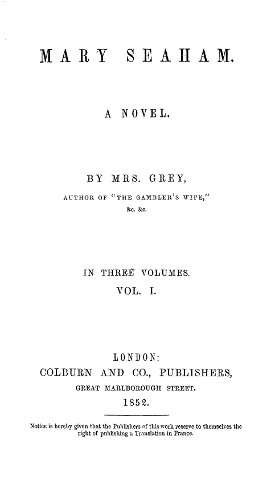 MARY SEAHAM.
A NOVEL.
BY MRS. GREY,
AUTHOR OF "THE GAMBLER'S WIFE,"
&c. &c.
IN THREE VOLUMES.
VOL. I.
LONDON:
COLBURN AND CO., PUBLISHERS,
GREAT MARLBOROUGH STREET.
1852.
Notice is hereby given that the Publishers of this work reserve to themselves the
right of publishing a Translation in France.